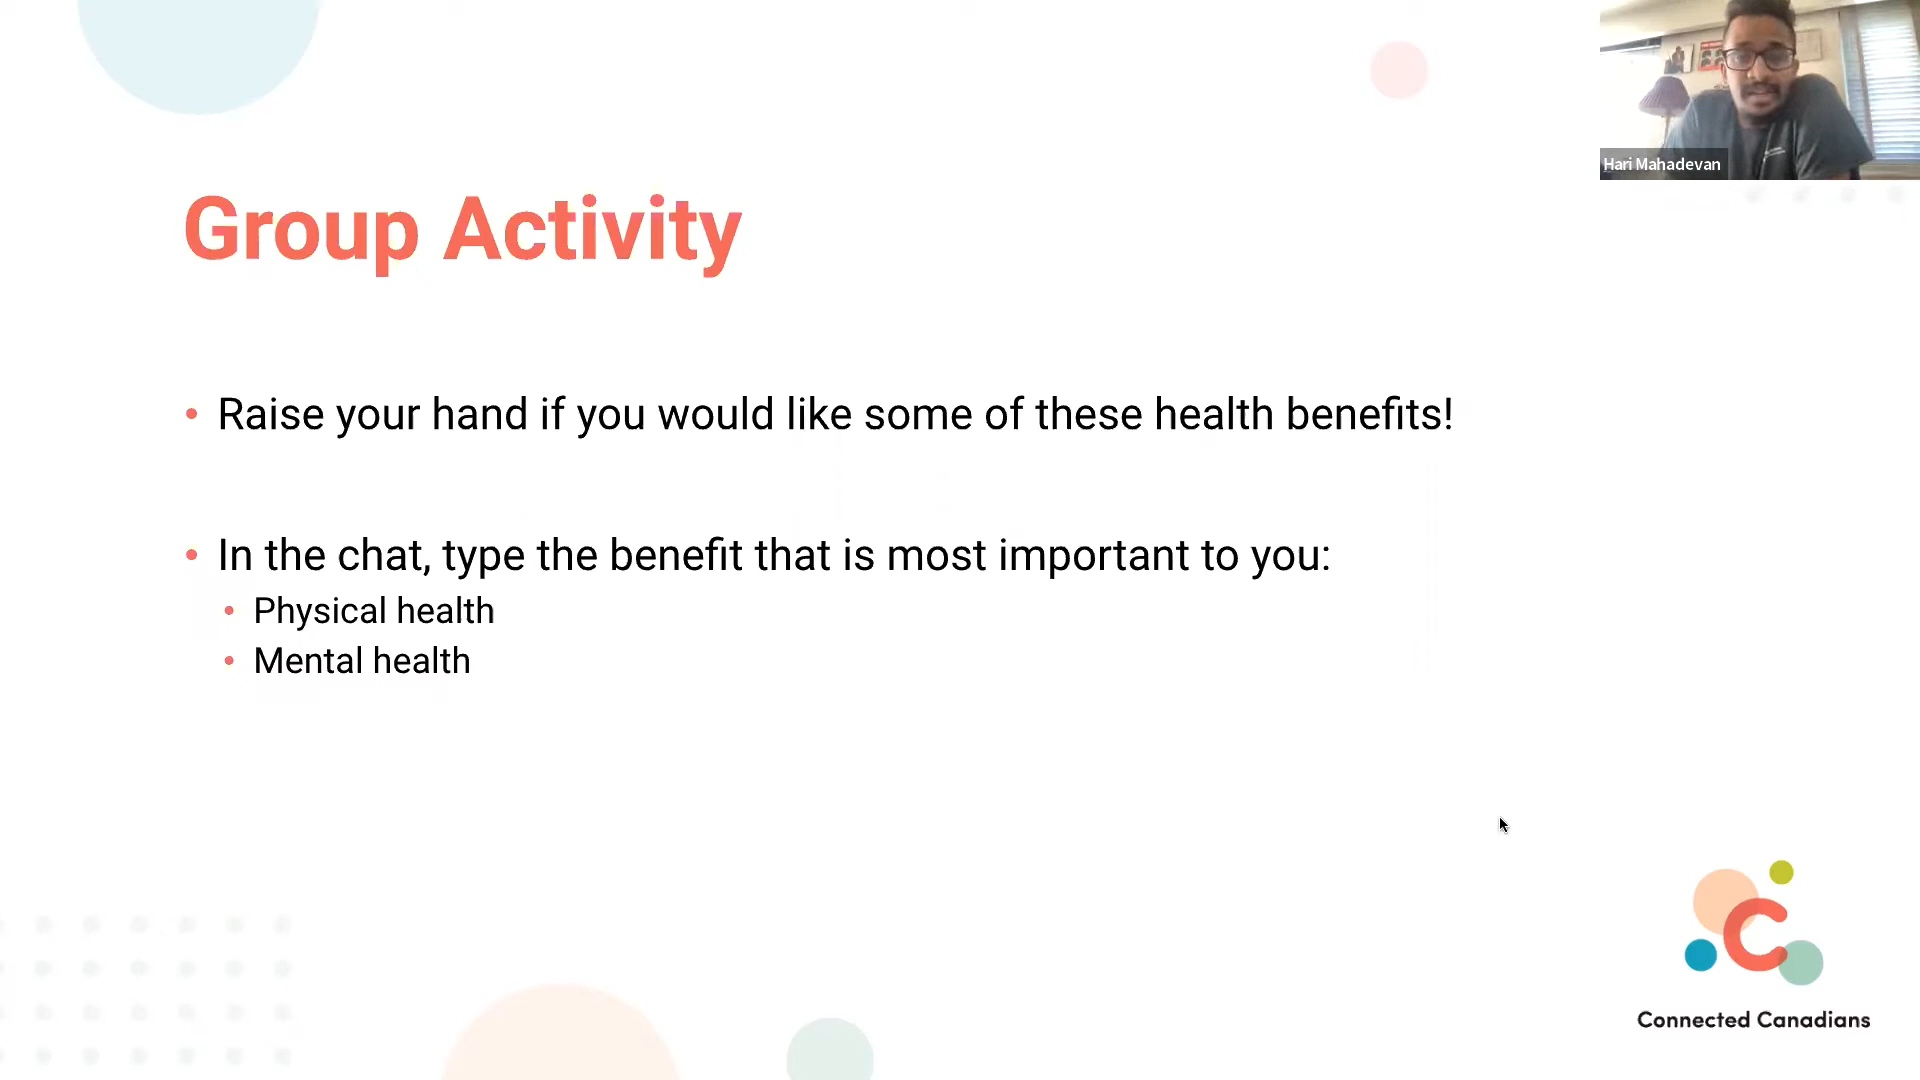 Hari Mahadevan
Group Activity
• Raise your hand if you would like some of these health benefits!
• In the chat, type the benefit that is most important to you:
• Physical health
• Mental health
Connected Canadians